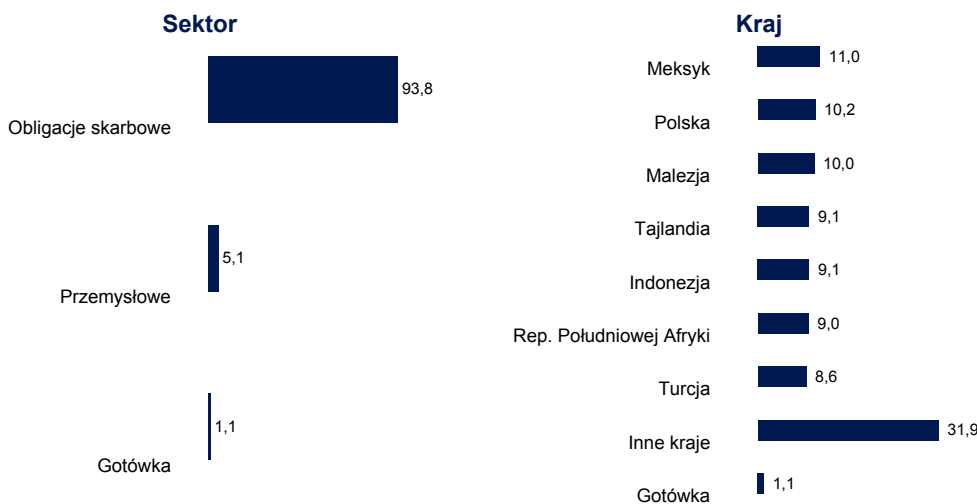 Sektor
Obligacje skarbowe 93,8
Przemysłowe 5,1
Gotówka 1,1
Kraj
Meksyk 11,0
Polska 10,2
Malezja 10,0
Tajlandia 9,1
Indonezja 9,1
Rep. Południowej Afryki 9,0
Turcja 8,6
Inne kraje 31,9
Gotówka 1,1